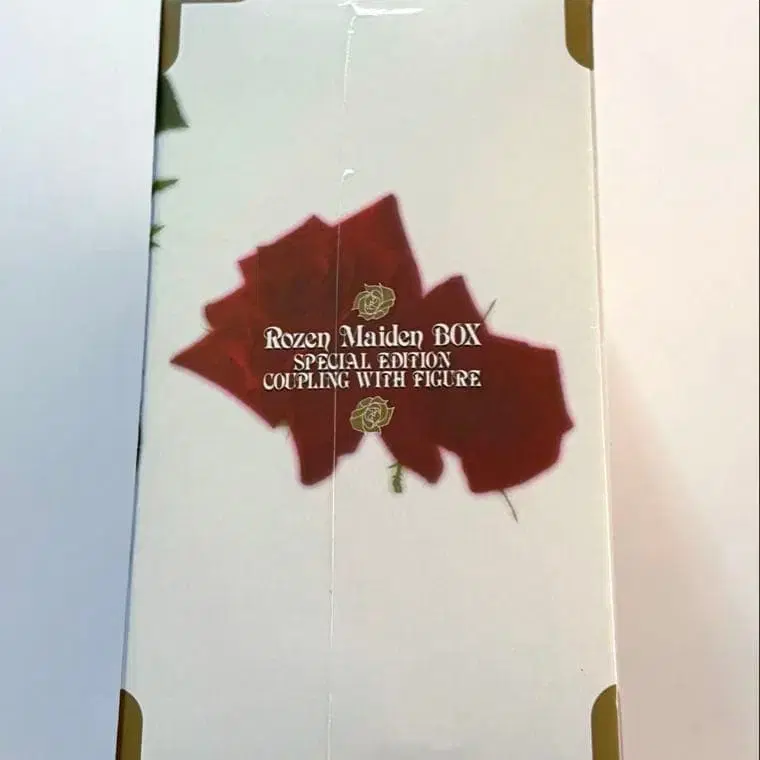 Rozen Maiden BOX
SPECIAL EDITION
COUPLING WITH FIGURE